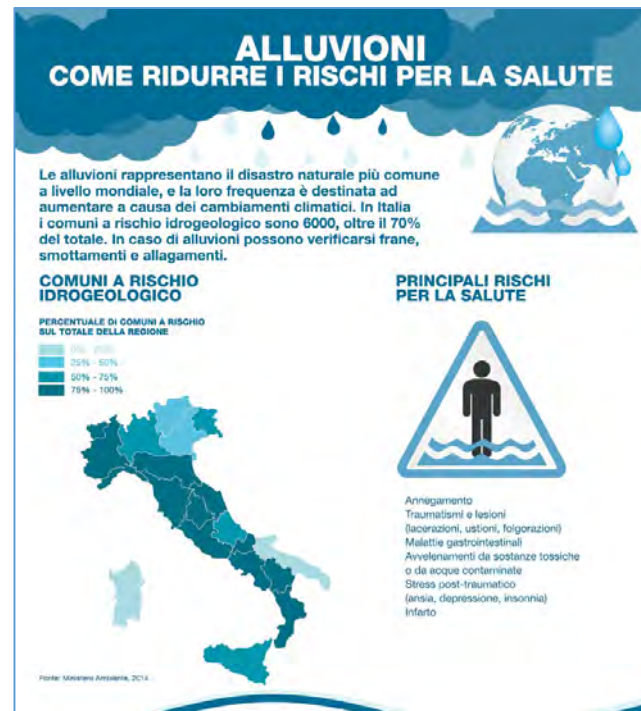 ALLUVIONI
COME RIDURRE I RISCHI PER LA SALUTE
Le alluvioni rappresentano il disastro naturale più comune
a livello mondiale, e la loro frequenza è destinata ad
aumentare a causa dei cambiamenti climatici. In Italia
i comuni a rischio idrogeologico sono 6000, oltre il 70%
del totale. In caso di alluvioni possono verificarsi frane,
smottamenti e allagamenti.
COMUNI A RISCHIO
IDROGEOLOGICO
PERCENTUALE DI COMUNI A RISCHIO
SUL TOTALE DELLA REGIONE
0% - 25%
25% - 50%
50% - 75%
75% - 100%
Fonte: Ministero Ambiente, 2014
PRINCIPALI RISCHI
PER LA SALUTE
Annegamento
Traumatismi e lesioni
(lacerazioni, ustioni, folgorazioni)
Malattie gastrointestinali
Avvelenamenti da sostanze tossiche
o da acque contaminate
Stress post-traumatico
(ansia, depressione, insonnia)
Infarto